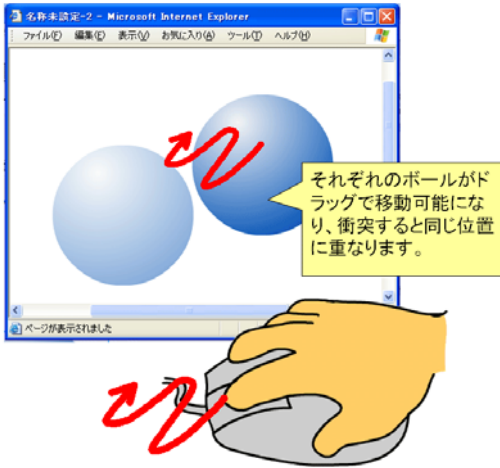 名称未設定-2 - Microsoft Internet Explorer
ファイル(F) 編集(E) 表示(V) お気に入り(A) ツール(T) ヘルプ(H)
それぞれのボールがド
ラッグで移動可能にな
り、衝突すると同じ位置
に重なります。
ページが表示されました